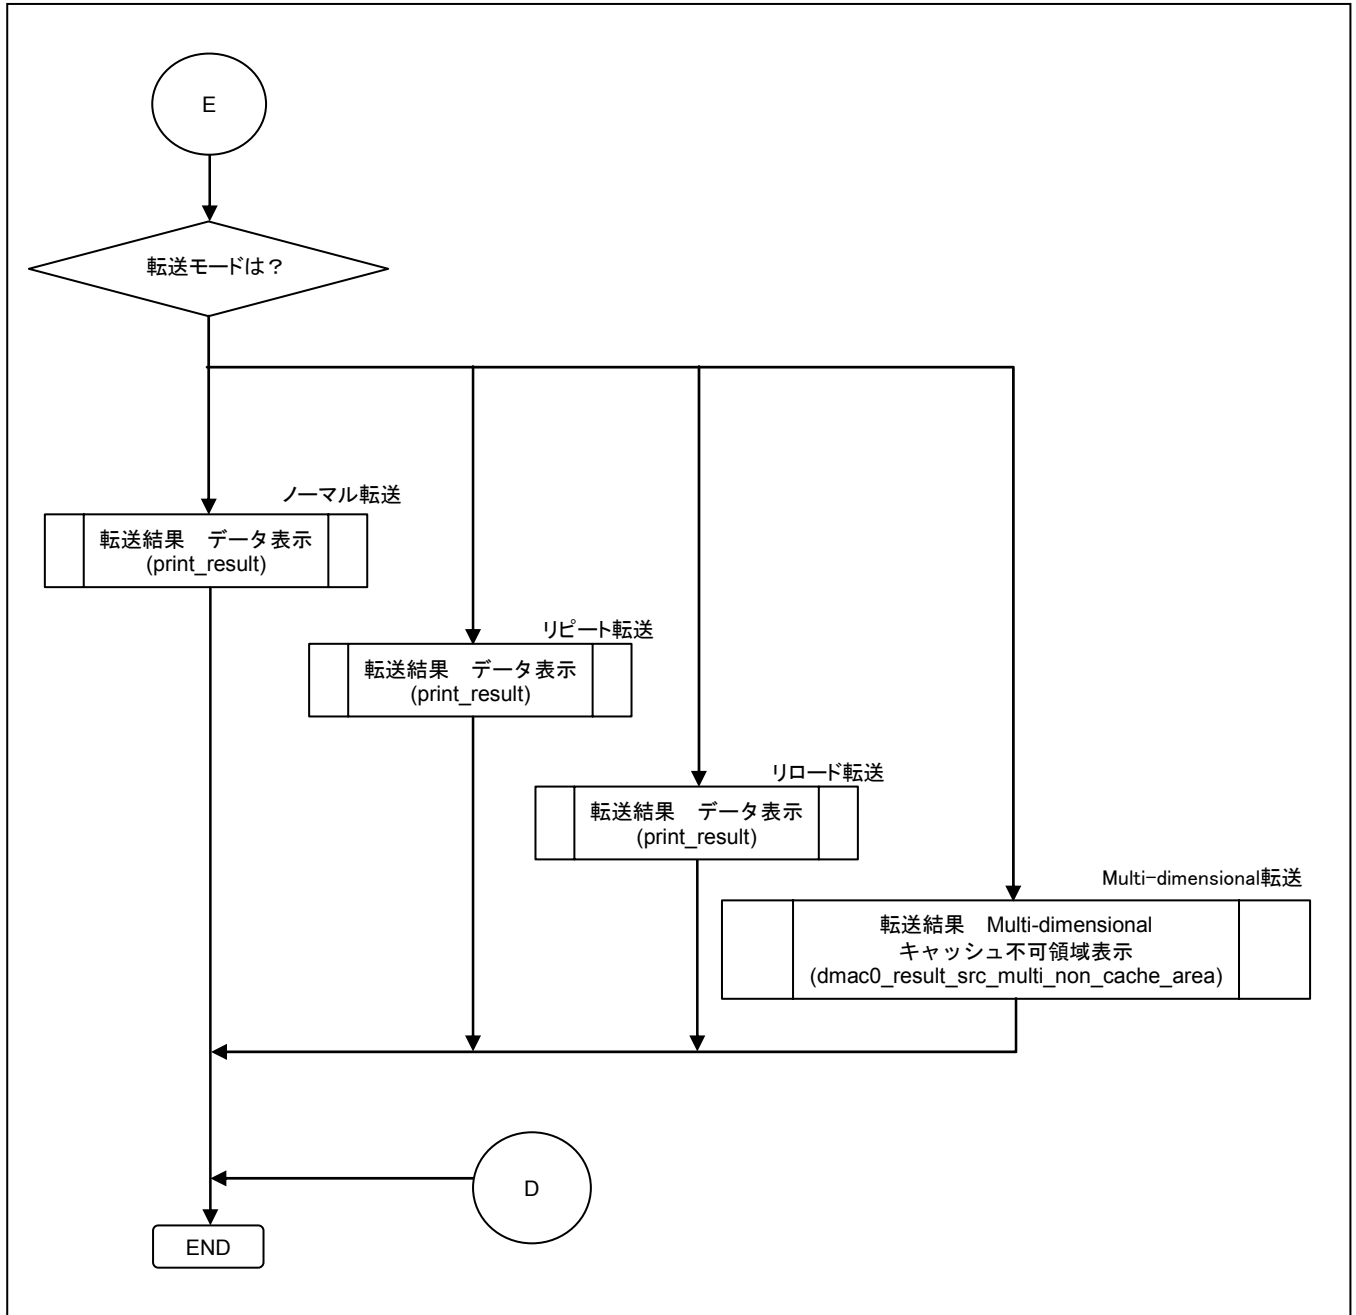 E
転送モードは？
ノーマル転送
転送結果　データ表示
(print_result)
リピート転送
転送結果　データ表示
(print_result)
リロード転送
転送結果　データ表示
(print_result)
Multi-dimensional転送
転送結果　Multi-dimensional
キャッシュ不可領域表示
(dmac0_result_src_multi_non_cache_area)
D
END